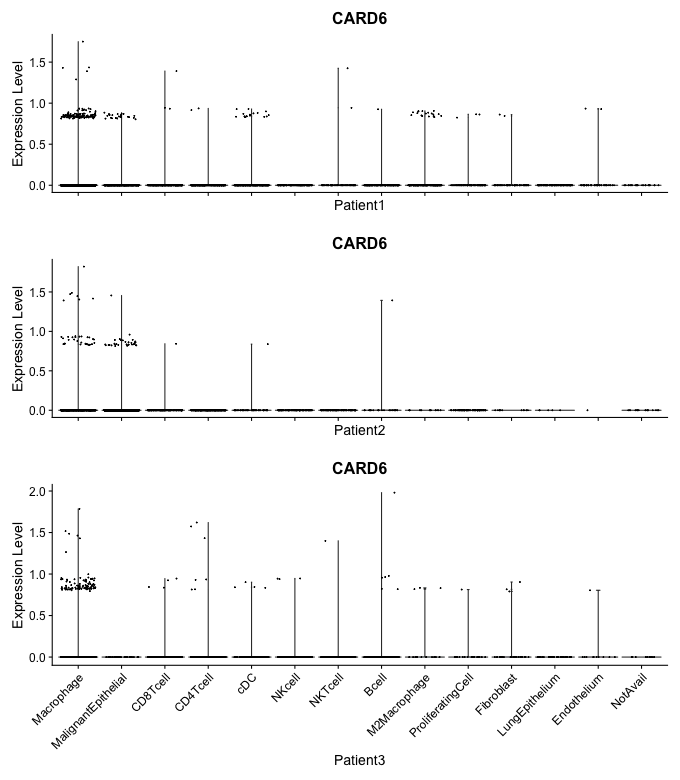 CARD6
Expression Level
1.5
1.0
0.5
0.0
Patient1
CARD6
Expression Level
1.5
1.0
0.5
0.0
Patient2
CARD6
Expression Level
2.0
1.5
1.0
0.5
0.0
Macrophage
MalignantEpithelial
CD8Tcell
CD4Tcell
cDC
NKcell
NKTcell
Bcell
M2Macrophage
ProliferatingCell
Fibroblast
LungEpithelium
Endothelium
NotAvail
Patient3